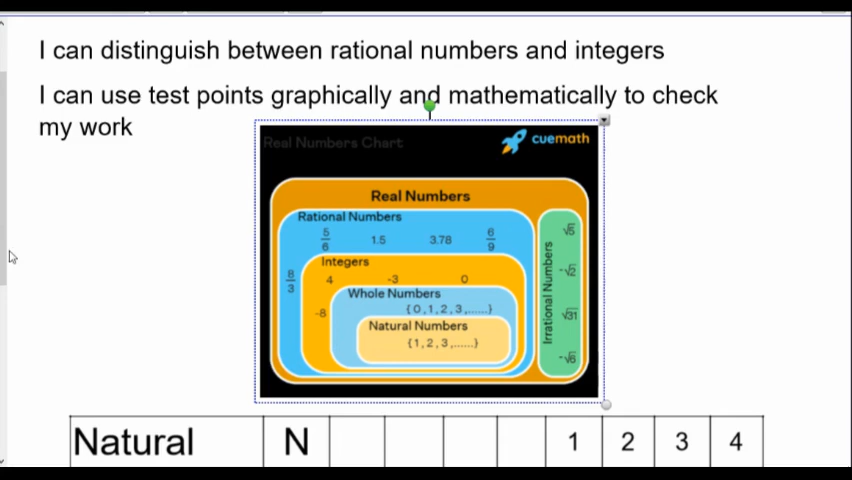 I can distinguish between rational numbers and integers
I can use test points graphically and mathematically to check
my work
Real Numbers Chart
cuemath
Real Numbers
Rational Numbers
5/6 1.5 3.78 6/9
8/3
Integers
4 -3 0
-8
Whole Numbers
{0,1,2,3,......}
Natural Numbers
{1,2,3,......}
Irrational Numbers
√5
-√2
√31
-√6
Natural N 1 2 3 4